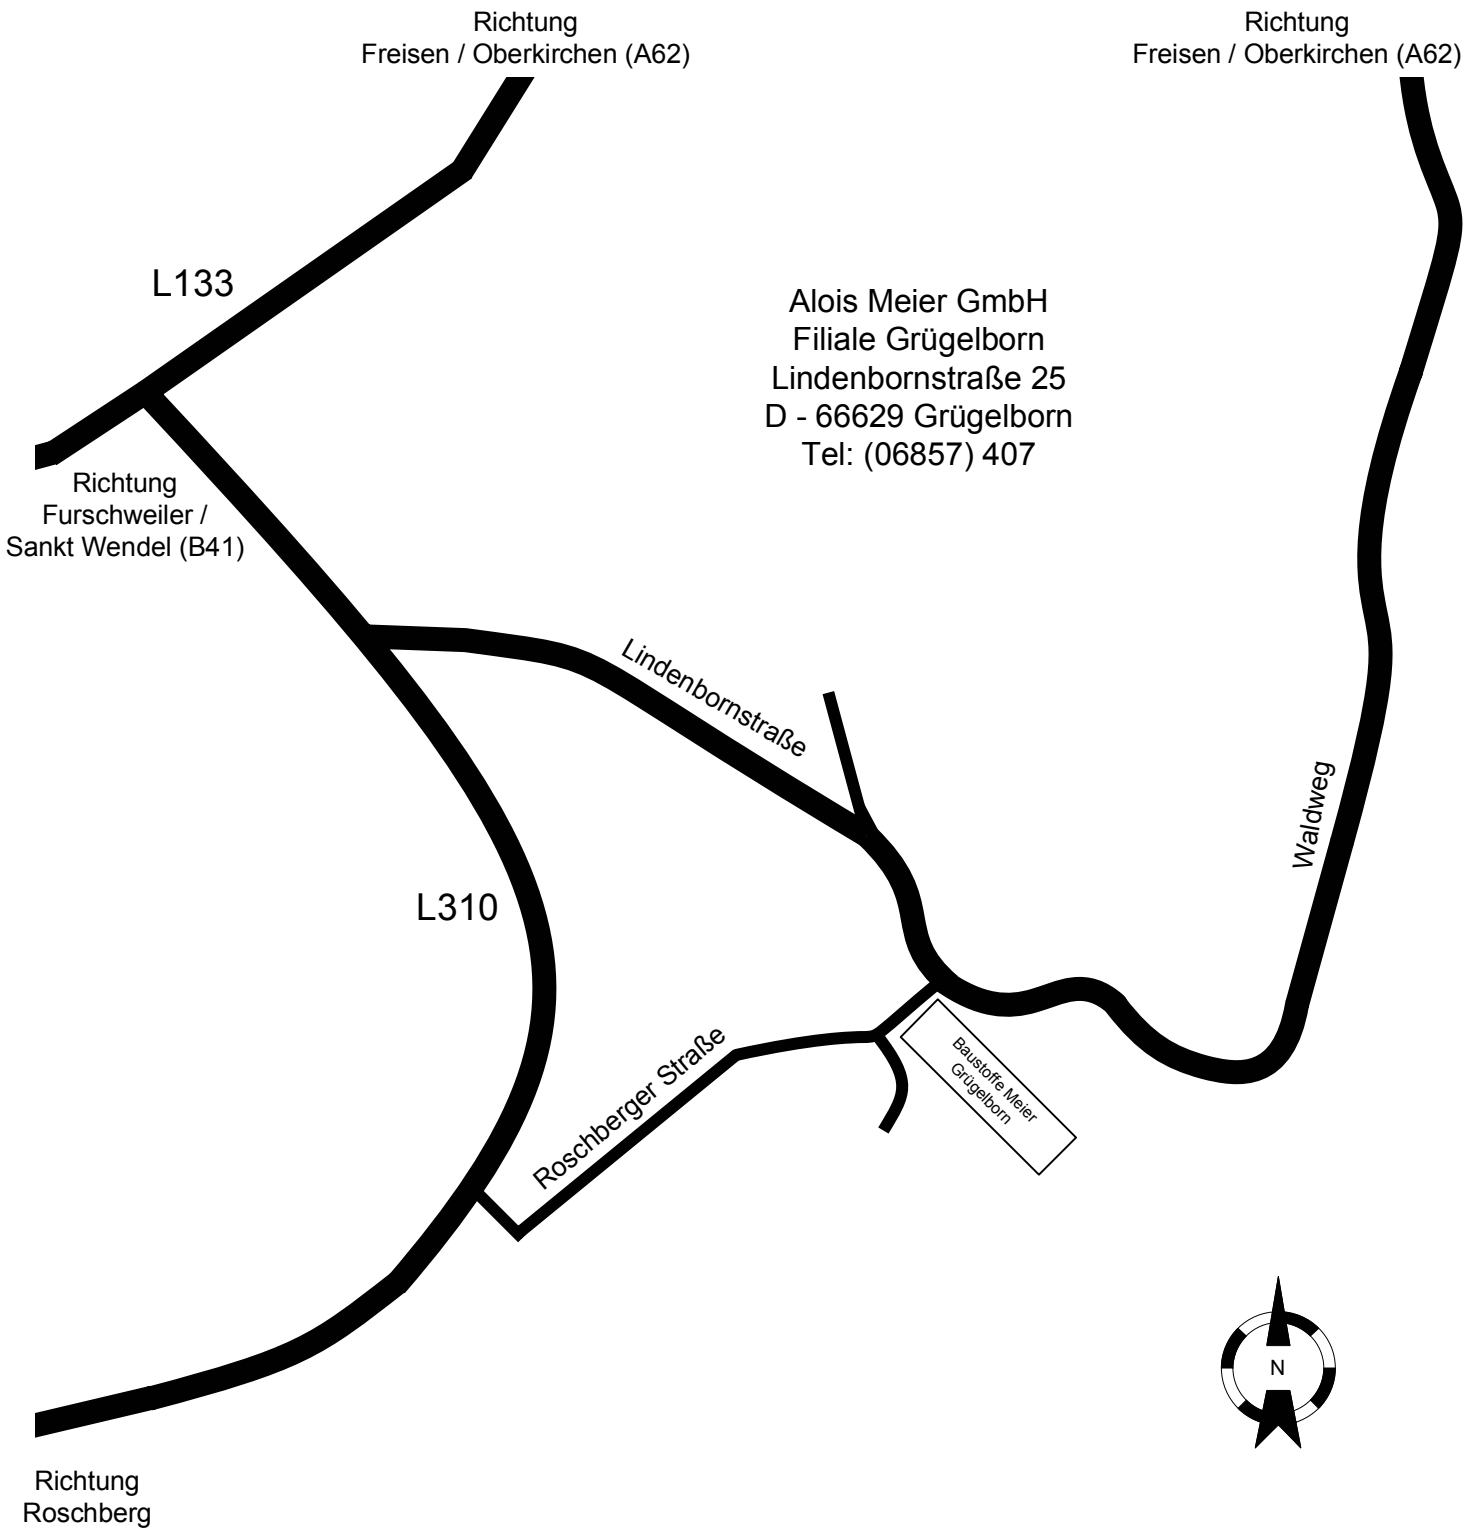 Richtung
Freisen / Oberkirchen (A62)
Richtung
Freisen / Oberkirchen (A62)
L133
Alois Meier GmbH
Filiale Grügelborn
Lindenbornstraße 25
D - 66629 Grügelborn
Tel: (06857) 407
Richtung
Furschweiler /
Sankt Wendel (B41)
Lindenbornstraße
Waldweg
L310
Roschberger Straße
Baustoffe Meier
Grügelborn
N
Richtung
Roschberg